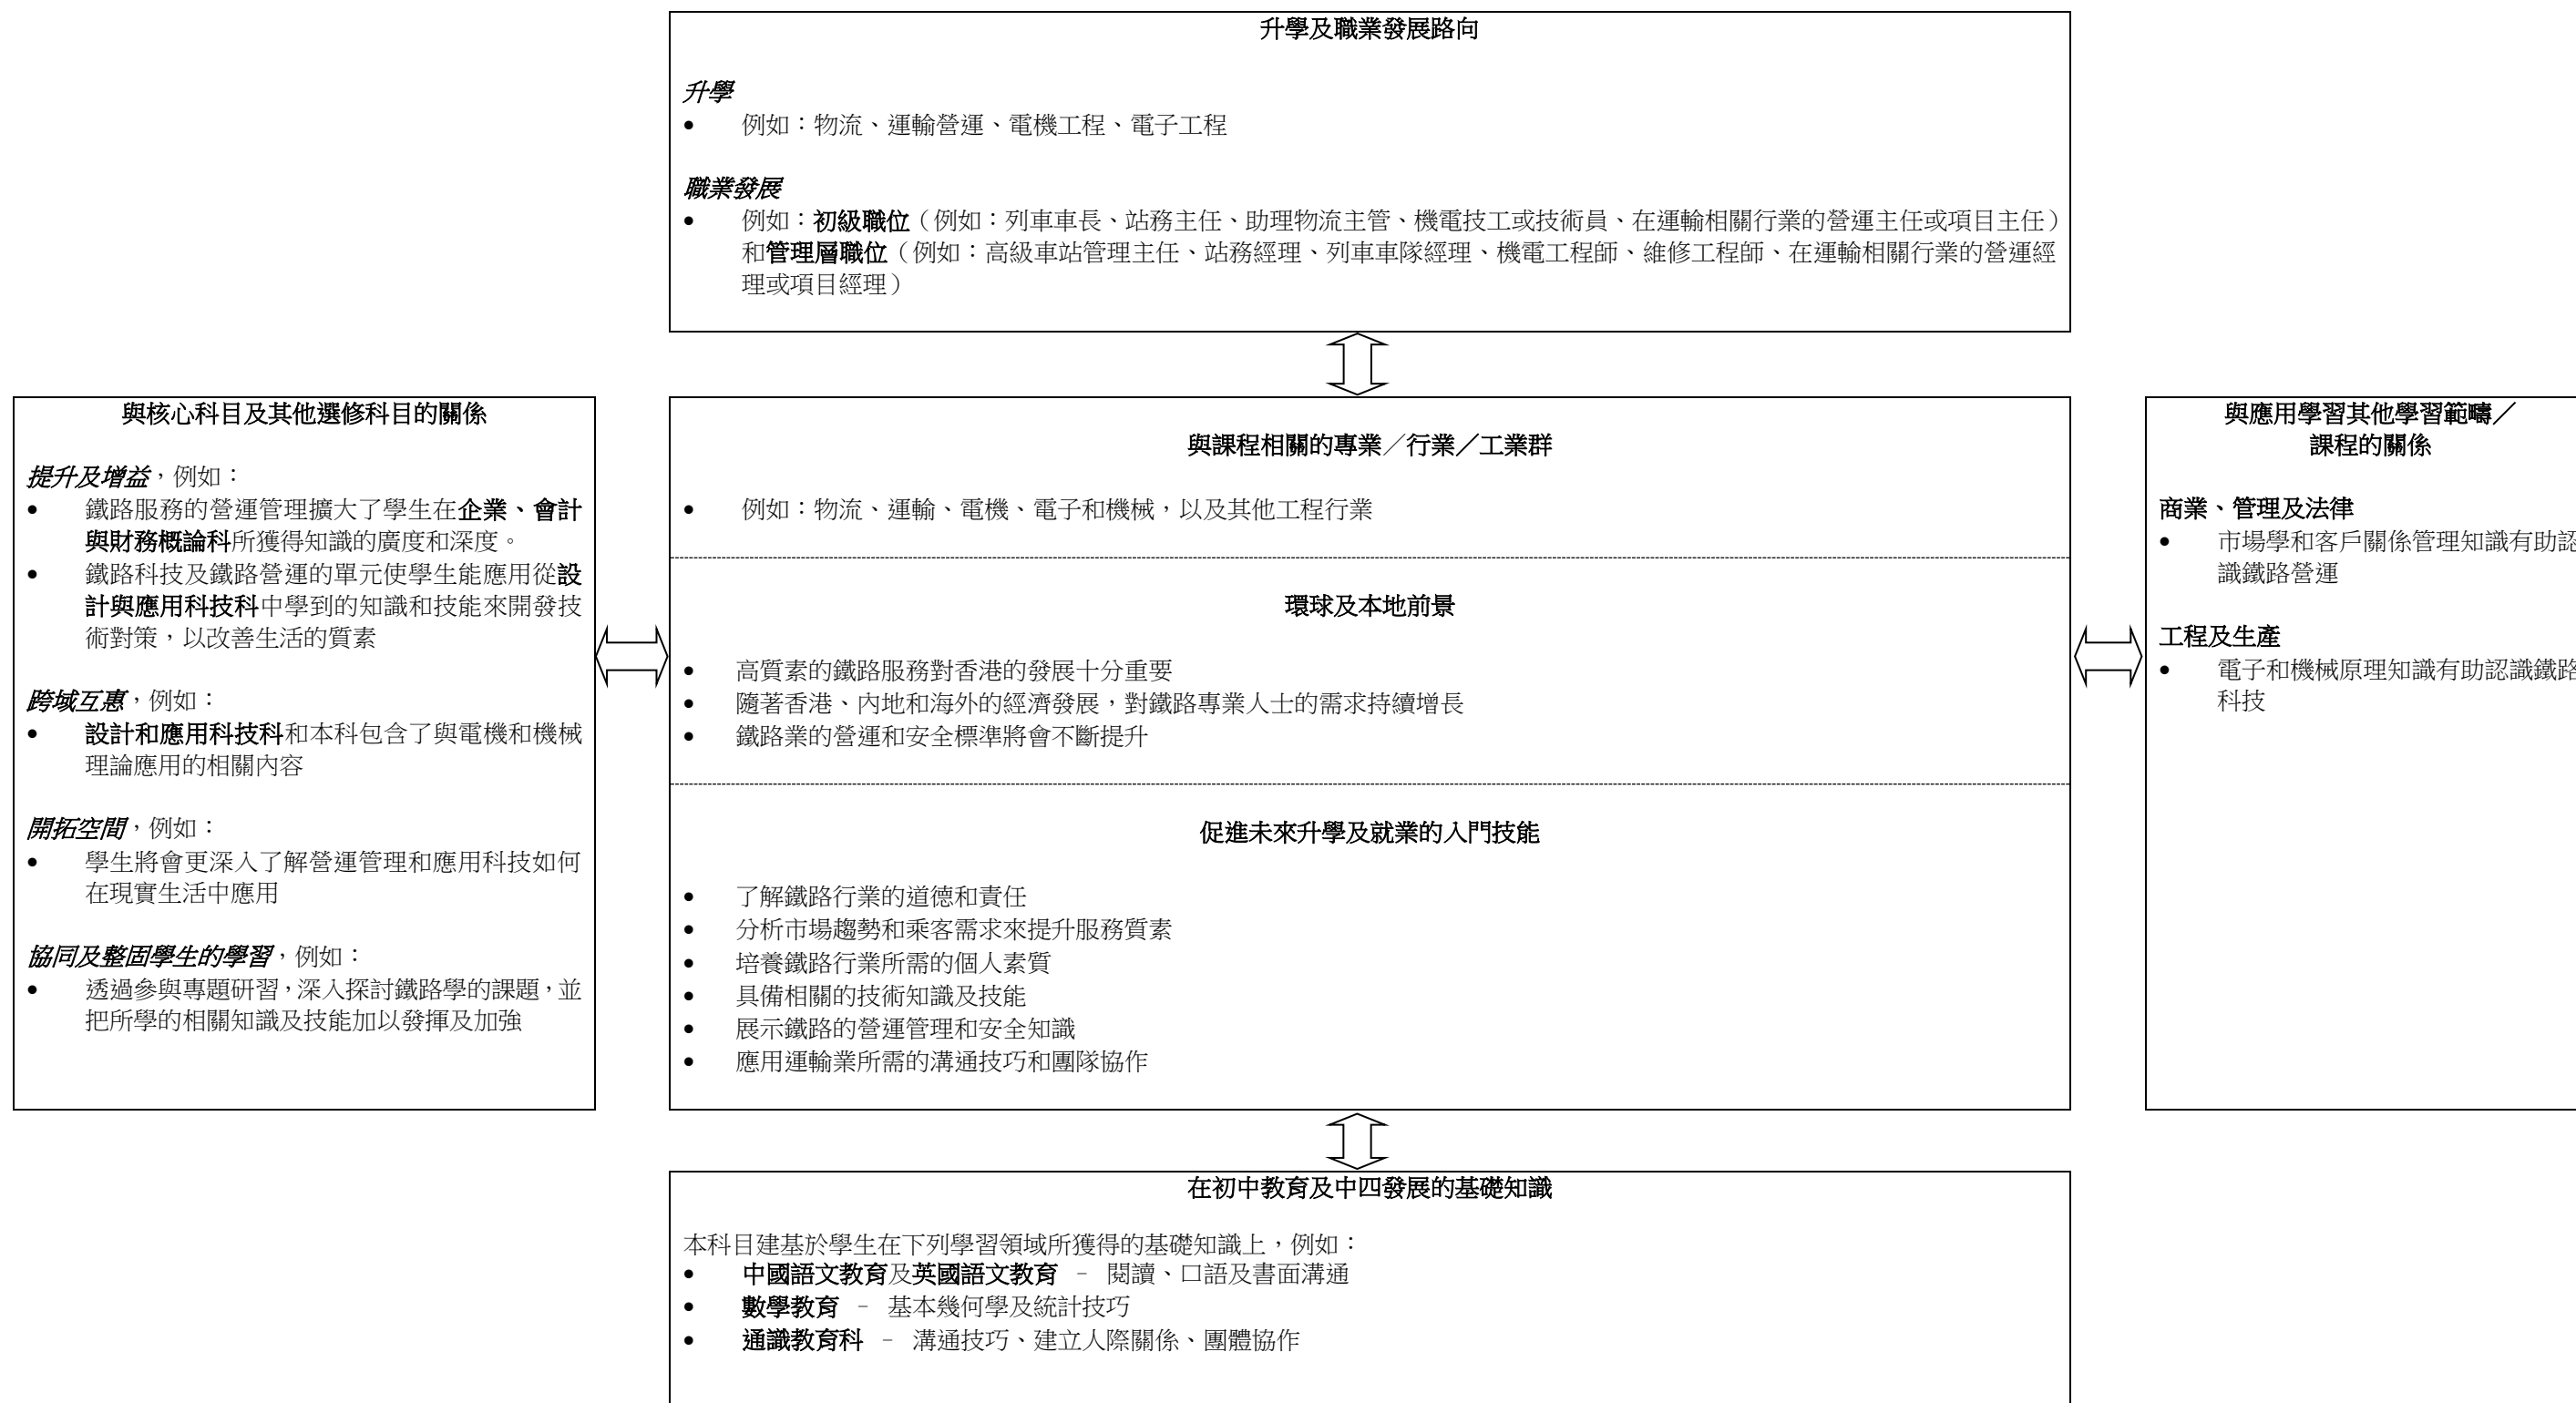 升學及職業發展路向
升學
• 例如：物流、運輸營運、電機工程、電子工程
職業發展
• 例如：初級職位（例如：列車車長、站務主任、助理物流主管、機電技工或技術員、在運輸相關行業的營運主任或項目主任）
和管理層職位（例如：高級車站管理主任、站務經理、列車車隊經理、機電工程師、維修工程師、在運輸相關行業的營運經
理或項目經理）
與核心科目及其他選修科目的關係
提升及增益，例如：
• 鐵路服務的營運管理擴大了學生在企業、會計
與財務概論科所獲得知識的廣度和深度。
• 鐵路科技及鐵路營運的單元使學生能應用從設
計與應用科技科中學到的知識和技能來開發技
術對策，以改善生活的質素
跨域互惠，例如：
• 設計和應用科技科和本科包含了與電機和機械
理論應用的相關內容
開拓空間，例如：
• 學生將會更深入了解營運管理和應用科技如何
在現實生活中應用
協同及整固學生的學習，例如：
• 透過參與專題研習，深入探討鐵路學的課題，並
把所學的相關知識及技能加以發揮及加強
與課程相關的專業／行業／工業群
• 例如：物流、運輸、電機、電子和機械，以及其他工程行業
環球及本地前景
• 高質素的鐵路服務對香港的發展十分重要
• 隨著香港、內地和海外的經濟發展，對鐵路專業人士的需求持續增長
• 鐵路業的營運和安全標準將會不斷提升
促進未來升學及就業的入門技能
• 了解鐵路行業的道德和責任
• 分析市場趨勢和乘客需求來提升服務質素
• 培養鐵路行業所需的個人素質
• 具備相關的技術知識及技能
• 展示鐵路的營運管理和安全知識
• 應用運輸業所需的溝通技巧和團隊協作
與應用學習其他學習範疇／
課程的關係
商業、管理及法律
• 市場學和客戶關係管理知識有助認
識鐵路營運
工程及生產
• 電子和機械原理知識有助認識鐵路
科技
在初中教育及中四發展的基礎知識
本科目建基於學生在下列學習領域所獲得的基礎知識上，例如：
• 中國語文教育及英國語文教育 – 閱讀、口語及書面溝通
• 數學教育 – 基本幾何學及統計技巧
• 通識教育科 – 溝通技巧、建立人際關係、團體協作